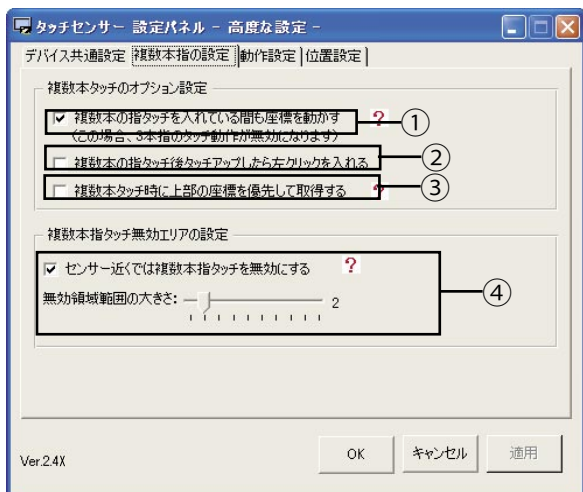 タッチセンサー 設定パネル - 高度な設定 -
デバイス共通設定 複数本指の設定 動作設定 位置設定
複数本タッチのオプション設定
複数本の指タッチを入れている間も座標を動かす ? ①
(この場合、3本指のタッチ動作が無効になります)
複数本の指タッチ後タッチアップしたら左クリックを入れる ②
複数本タッチ時に上部の座標を優先して取得する ? ③
複数本指タッチ無効エリアの設定
センサー近くでは複数本指タッチを無効にする ?
無効領域範囲の大きさ: 2 ④
Ver.2.4X OK キャンセル 適用